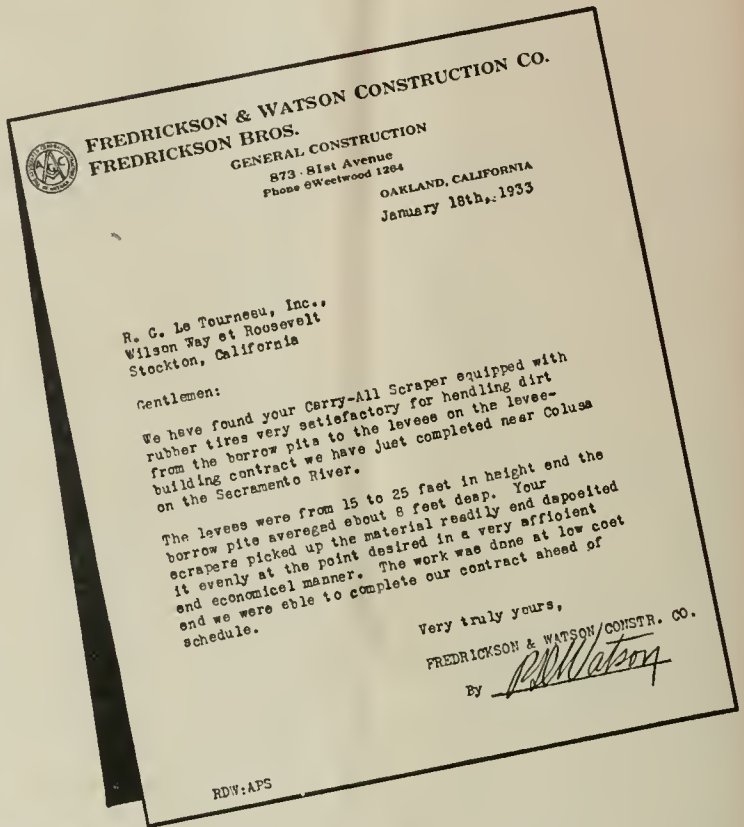 FREDRICKSON & WATSON CONSTRUCTION CO.
FREDRICKSON BROS.
GENERAL CONSTRUCTION
873 - 81st Avenue
Phone SWeetwood 1264
OAKLAND, CALIFORNIA
January 18th, 1933
R. G. Le Tourneau, Inc.,
Wilson Way at Roosevelt
Stockton, California
Gentlemen:
We have found your Carry-All Scraper equipped with
rubber tires very satisfactory for handling dirt
from the borrow pits to the levees on the levee-
building contract we have just completed near Colusa
on the Sacramento River.
The levees were from 15 to 25 feet in height and the
borrow pits averaged about 8 feet deep. Your
scrapers picked up the material readily and deposited
it evenly at the point desired in a very efficient
and economical manner. The work was done at low cost
and we were able to complete our contract ahead of
schedule.
Very truly yours,
FREDRICKSON & WATSON CONSTR. CO.
By R D Watson
RDW:APS